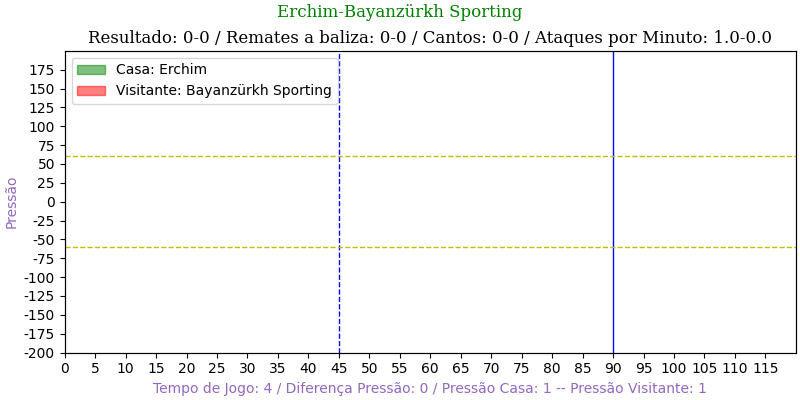 Erchim-Bayanzürkh Sporting
Resultado: 0-0 / Remates a baliza: 0-0 / Cantos: 0-0 / Ataques por Minuto: 1.0-0.0
Casa: Erchim
Visitante: Bayanzürkh Sporting
Pressão
175
150
125
100
75
50
25
0
-25
-50
-75
-100
-125
-150
-175
-200
0 5 10 15 20 25 30 35 40 45 50 55 60 65 70 75 80 85 90 95 100 105 110 115
Tempo de Jogo: 4 / Diferença Pressão: 0 / Pressão Casa: 1 -- Pressão Visitante: 1